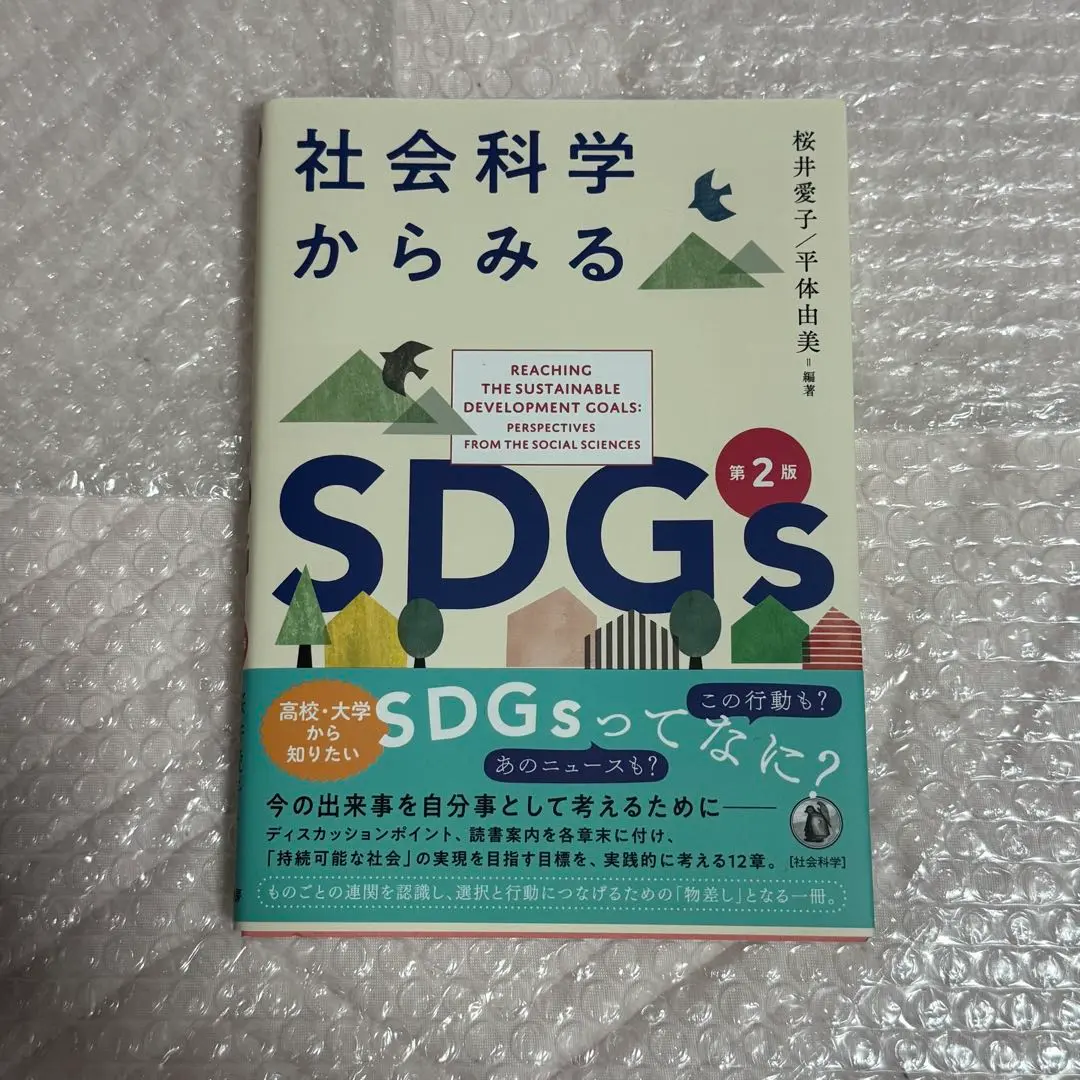 社会科学
からみる
桜井愛子／平体由美＝編著
REACHING
THE SUSTAINABLE
DEVELOPMENT GOALS:
PERSPECTIVES
FROM THE SOCIAL SCIENCES
SDGs
第2版
高校・大学
から
知りたい
SDGsってなに?
この行動も?
あのニュースも?
今の出来事を自分事として考えるために――
ディスカッションポイント、読書案内を各章末に付け、
「持続可能な社会」の実現を目指す目標を、実践的に考える12章。
[社会科学]
ものごとの連関を認識し、選択と行動につなげるための「物差し」となる一冊。